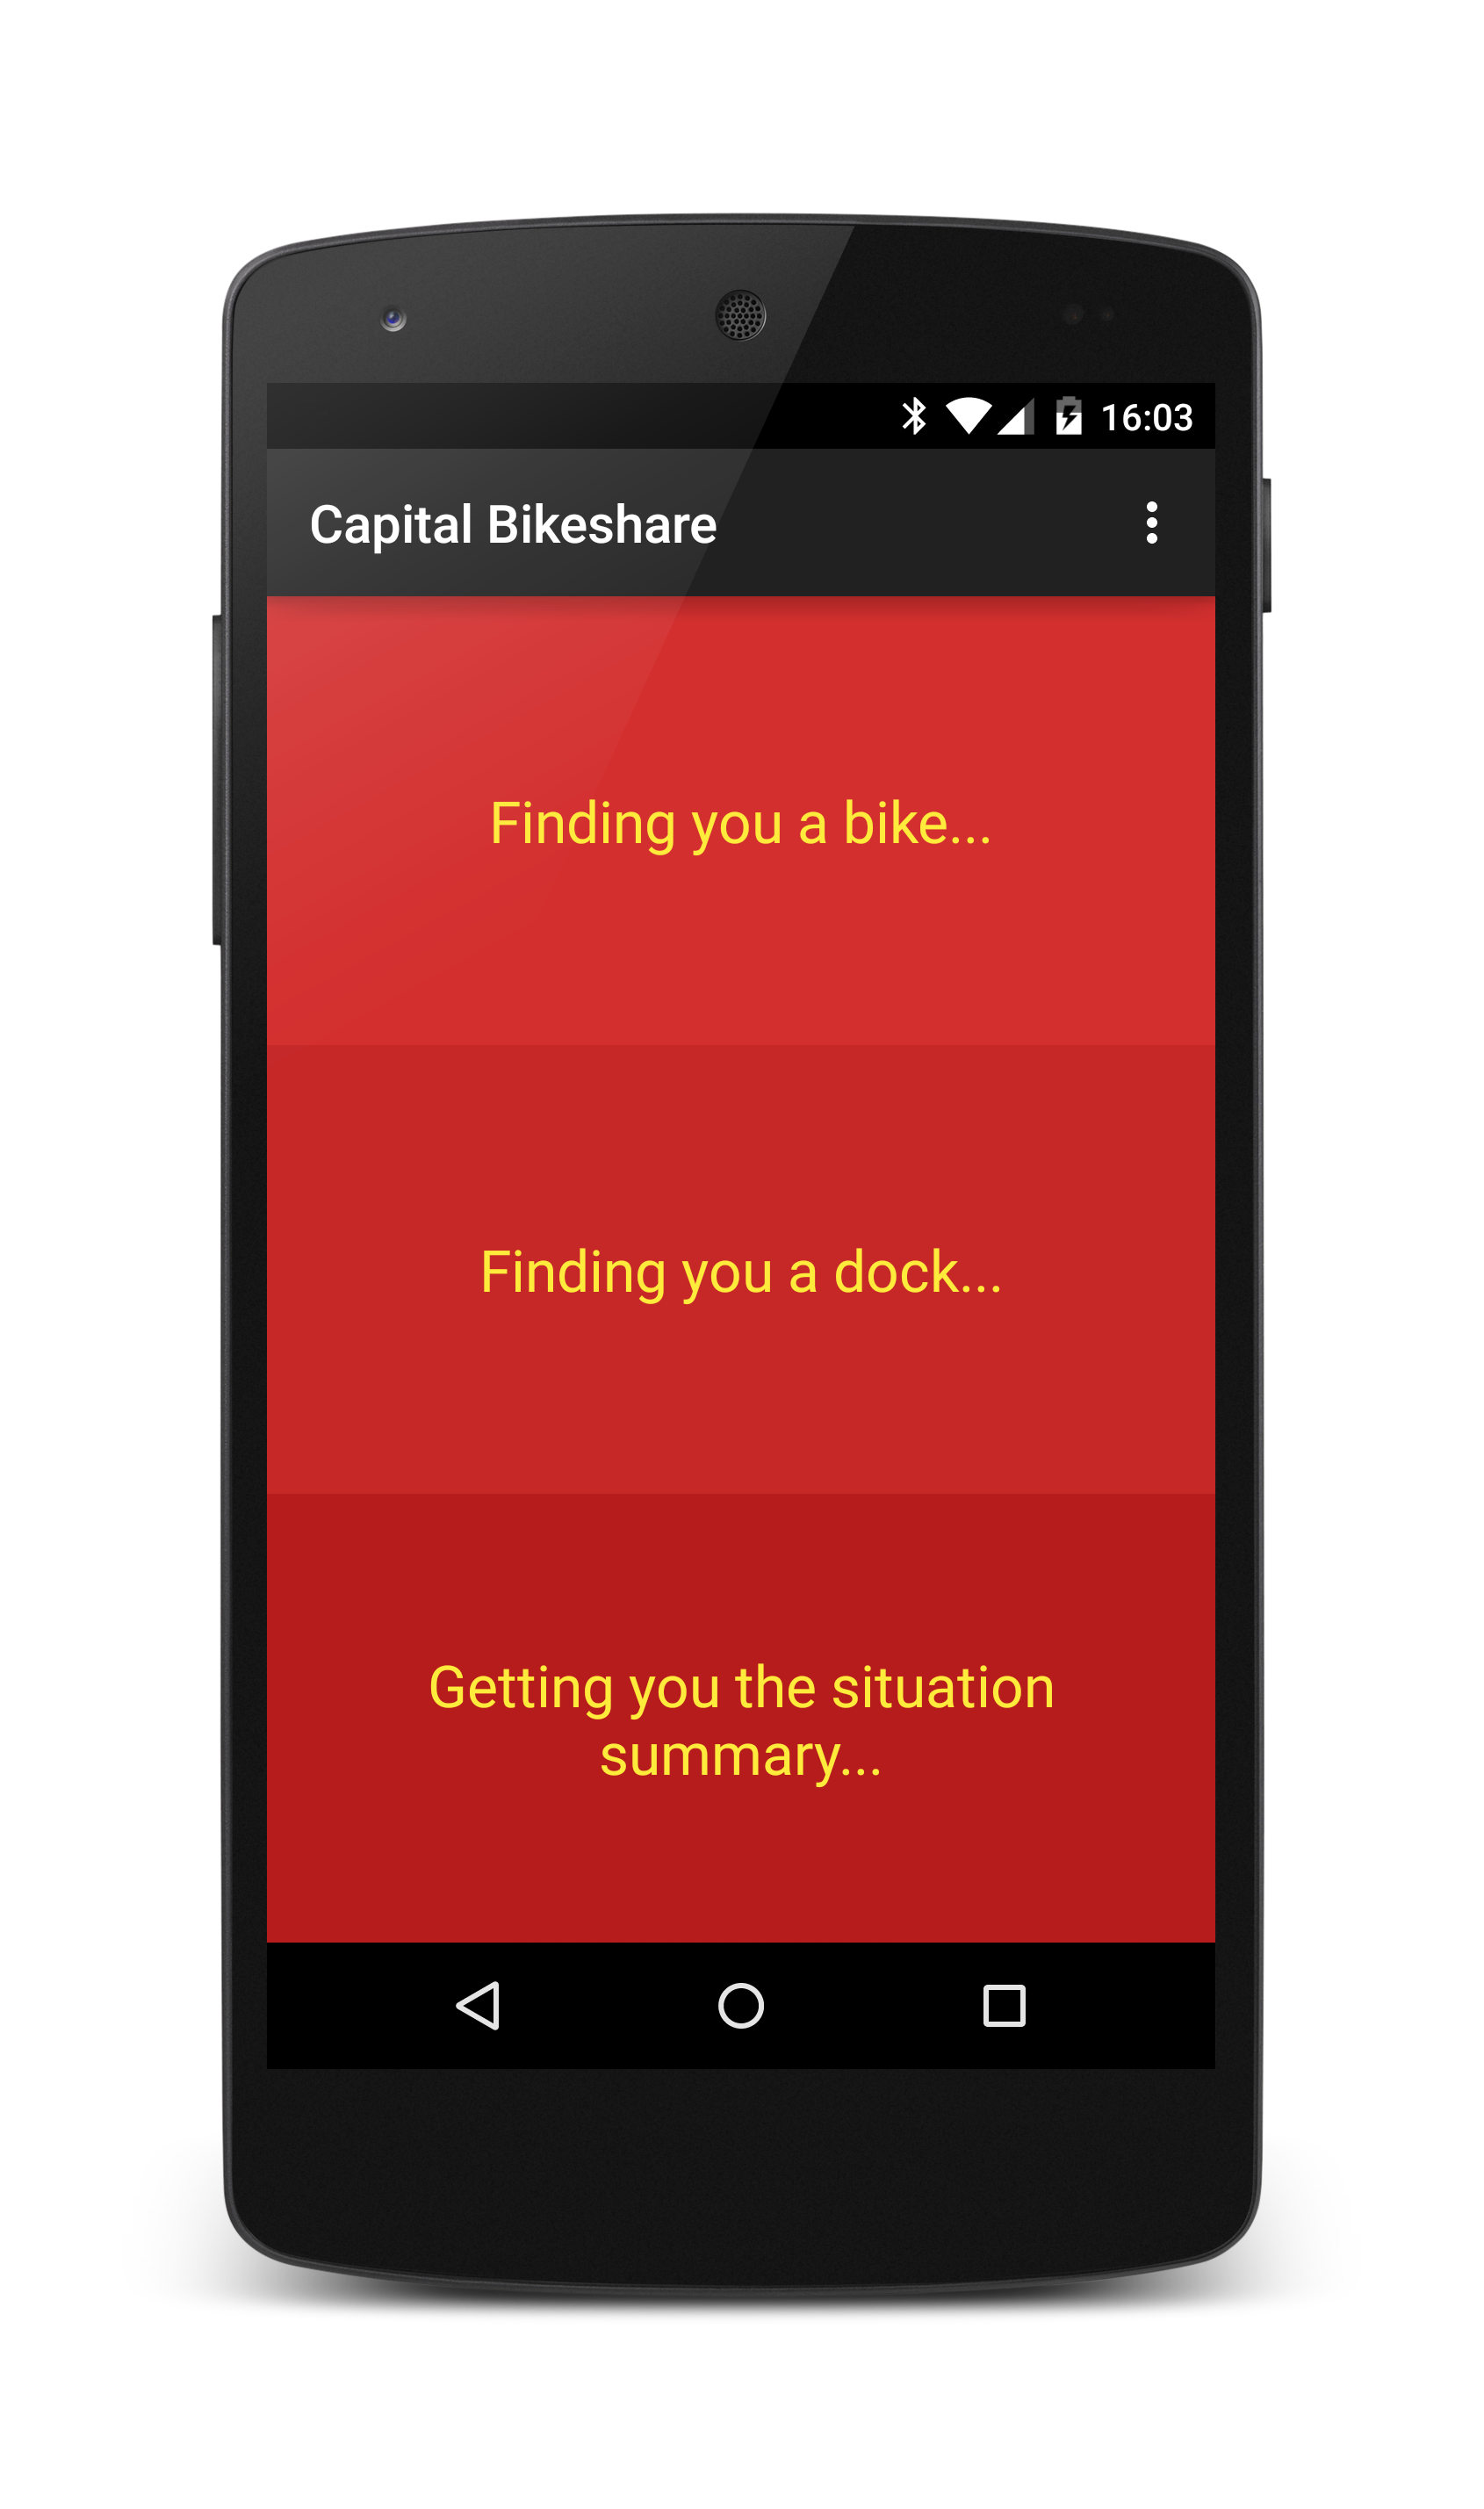 16:03
Capital Bikeshare
Finding you a bike...
Finding you a dock...
Getting you the situation
summary...